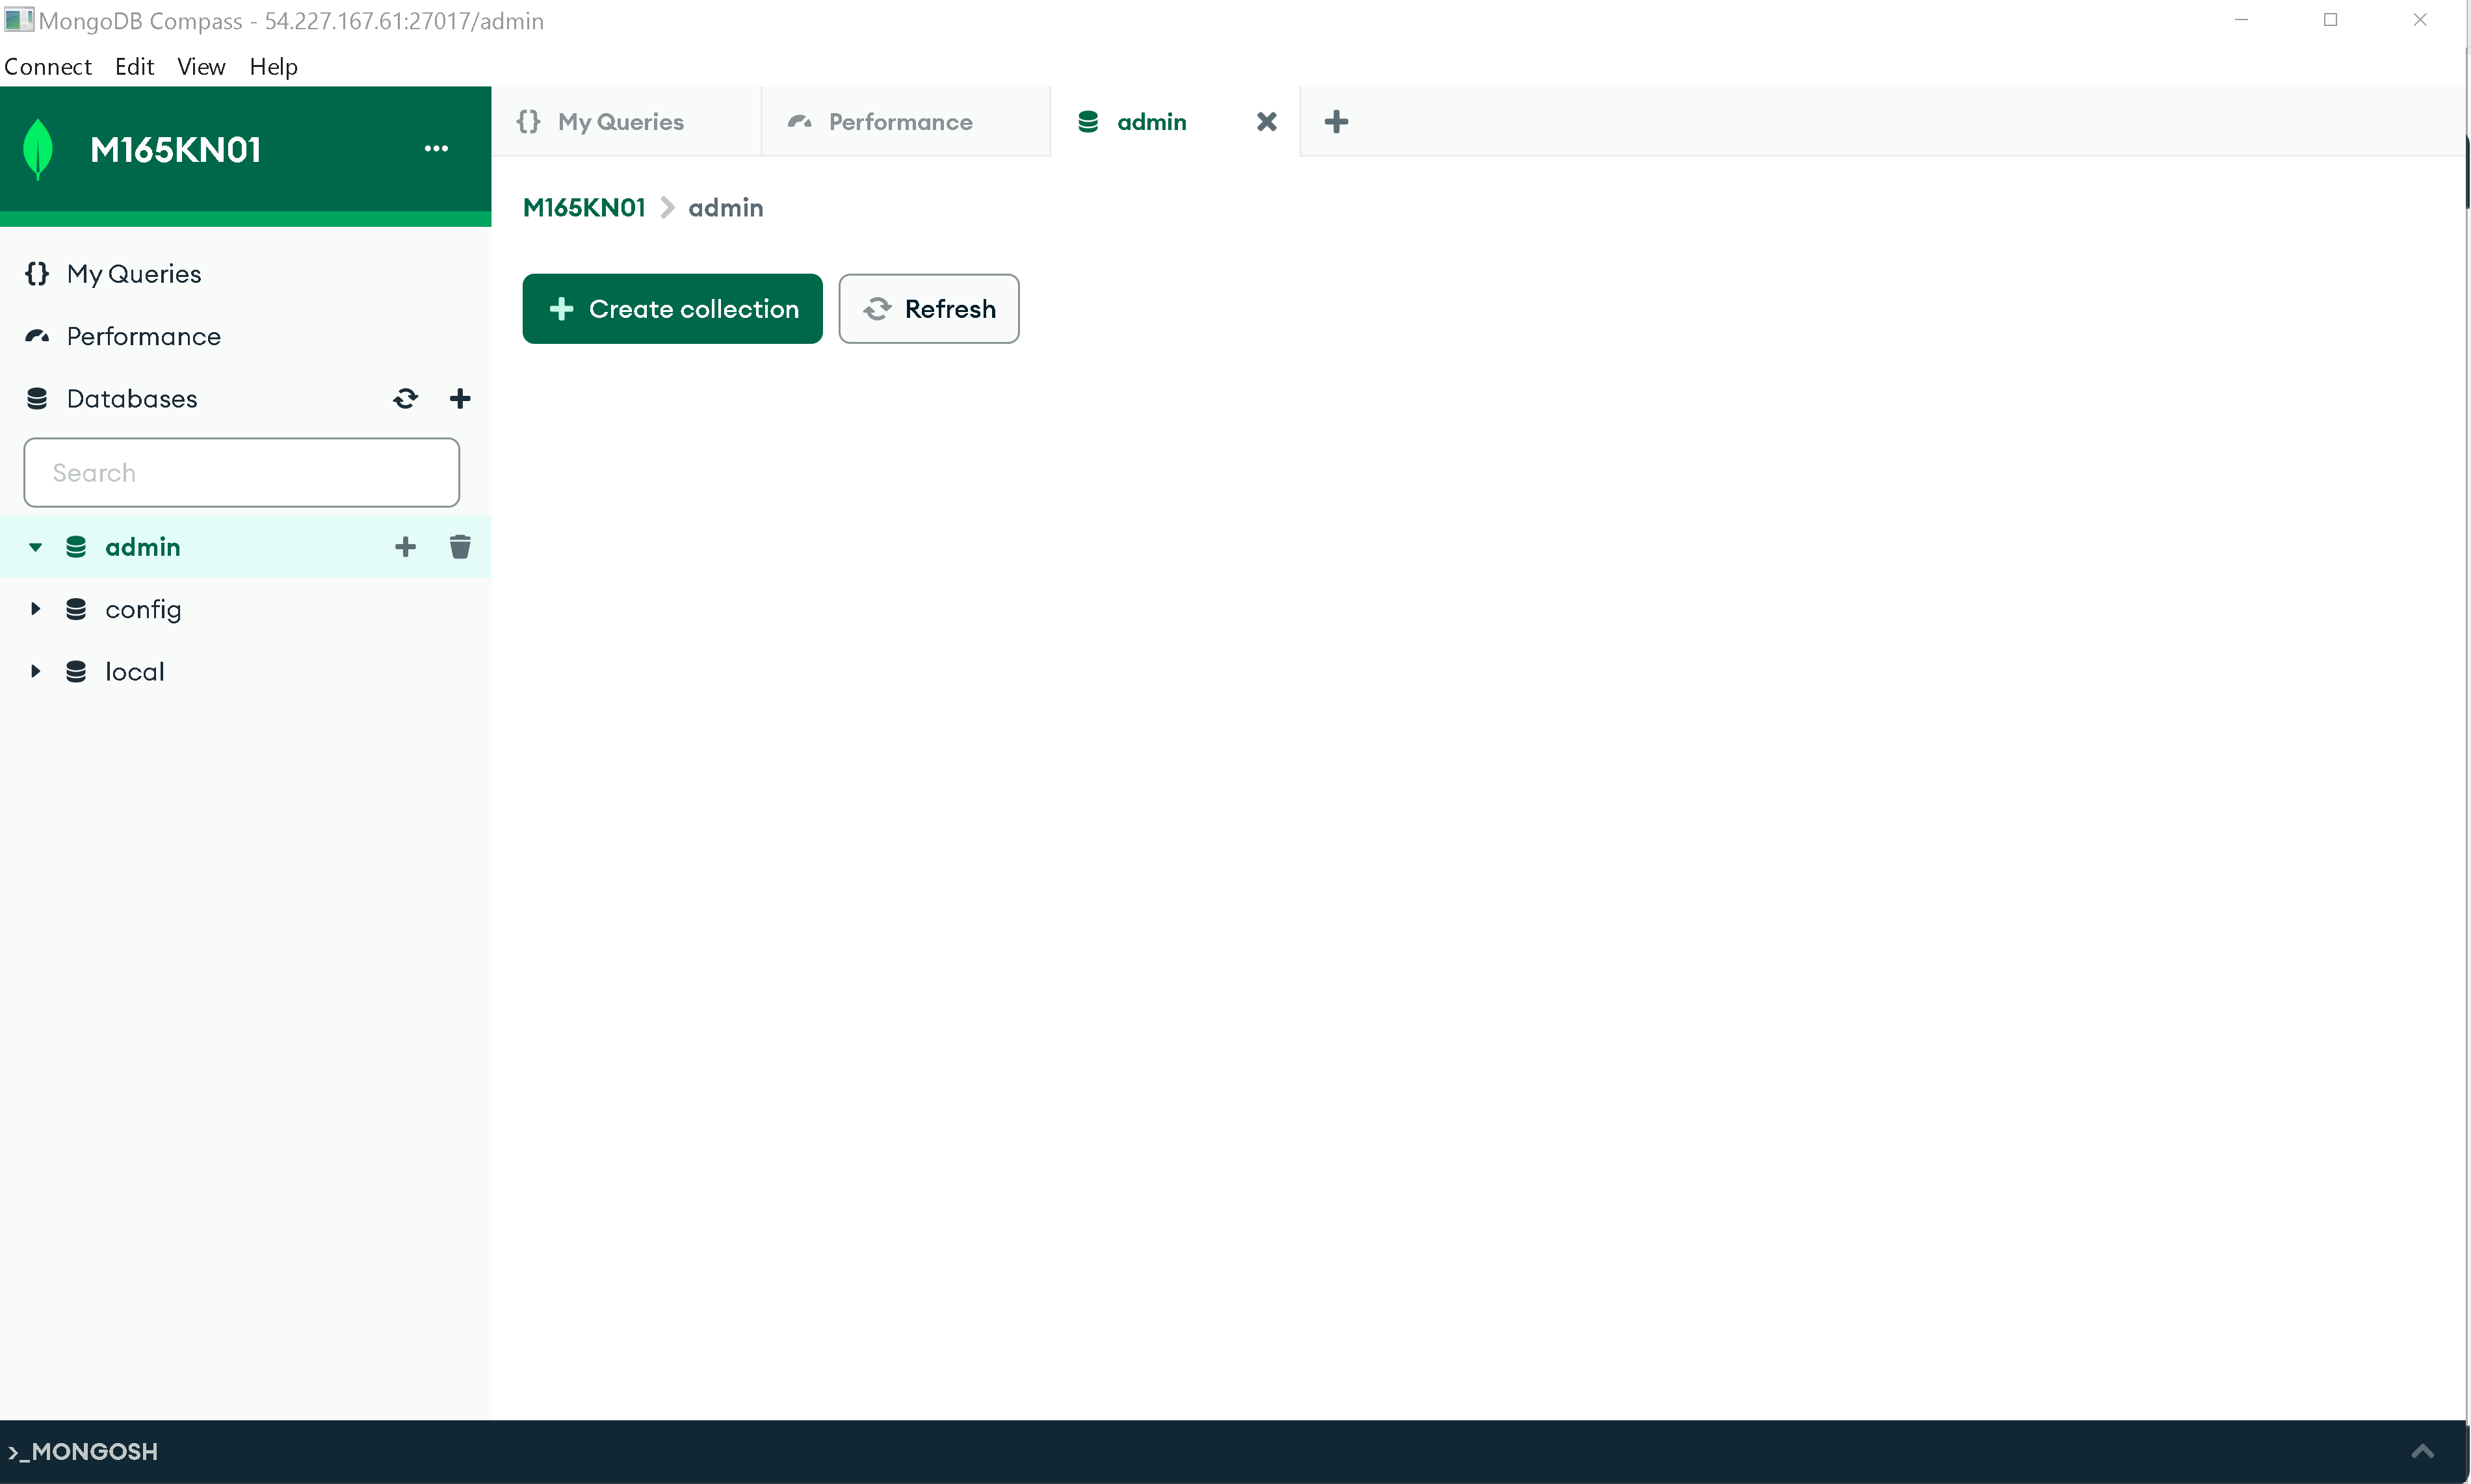 MongoDB Compass - 54.227.167.61:27017/admin
Connect Edit View Help
M165KN01
My Queries Performance admin
M165KN01 admin
My Queries
Create collection Refresh
Performance
Databases
Search
admin
config
local
>_MONGOSH